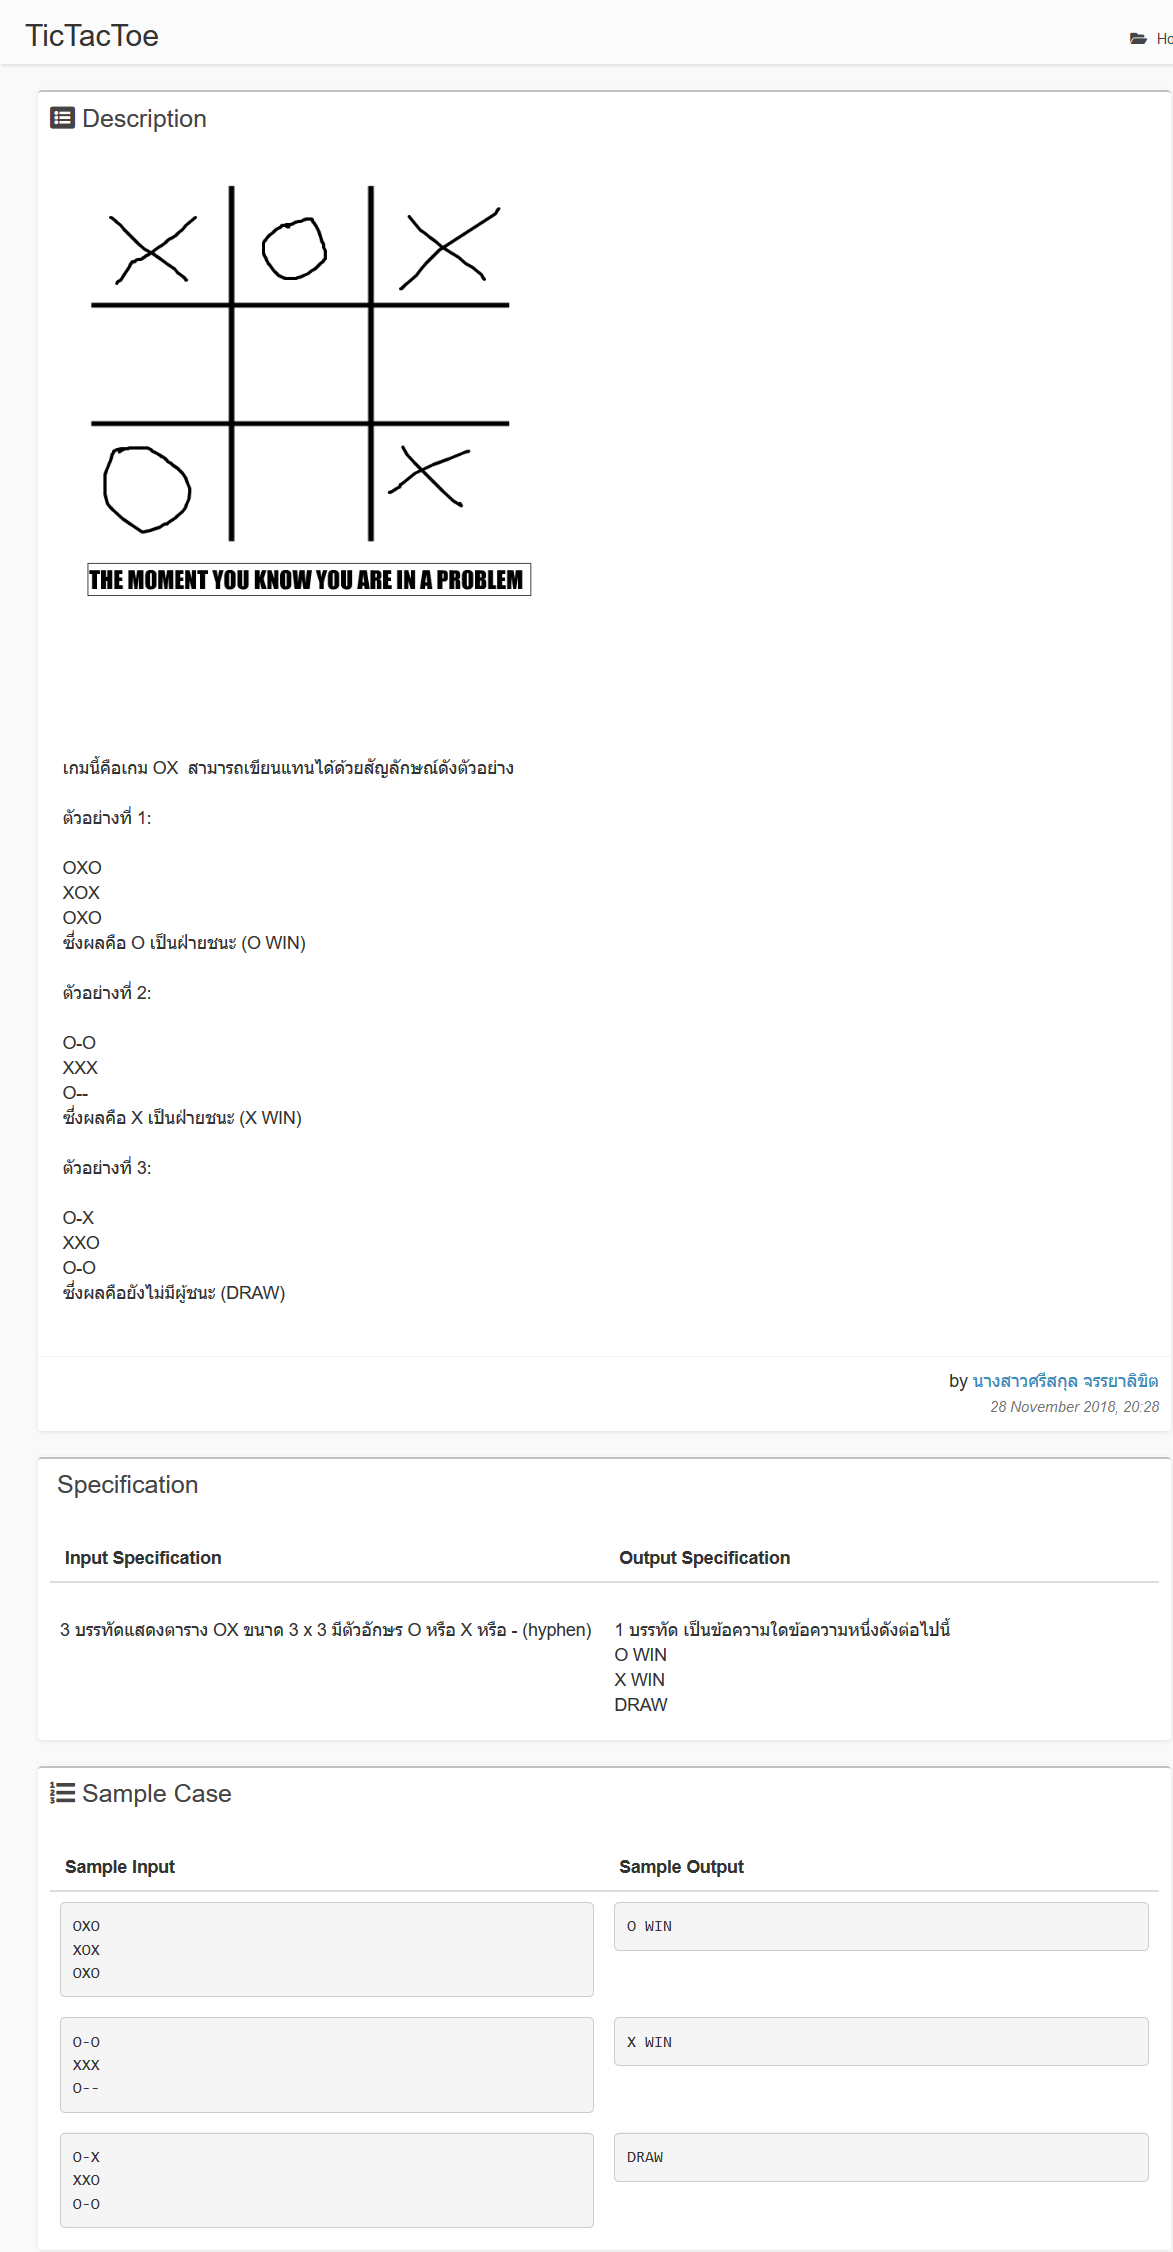 TicTacToe
Description
X O X
O X
THE MOMENT YOU KNOW YOU ARE IN A PROBLEM
เกมนี้คือเกม OX สามารถเขียนแทนได้ด้วยสัญลักษณ์ดังตัวอย่าง
ตัวอย่างที่ 1:
OXO
XOX
OXO
ซึ่งผลคือ O เป็นฝ่ายชนะ (O WIN)
ตัวอย่างที่ 2:
O-O
XXX
O--
ซึ่งผลคือ X เป็นฝ่ายชนะ (X WIN)
ตัวอย่างที่ 3:
O-X
XXO
O-O
ซึ่งผลคือยังไม่มีผู้ชนะ (DRAW)
by นางสาวศรีสกุล จรรยาลิขิต
28 November 2018, 20:28
Specification
Input Specification
Output Specification
3 บรรทัดแสดงตาราง OX ขนาด 3 x 3 มีตัวอักษร O หรือ X หรือ - (hyphen)
1 บรรทัด เป็นข้อความใดข้อความหนึ่งดังต่อไปนี้
O WIN
X WIN
DRAW
Sample Case
Sample Input
Sample Output
OXO
XOX
OXO
O WIN
O-O
XXX
O--
X WIN
O-X
XXO
O-O
DRAW